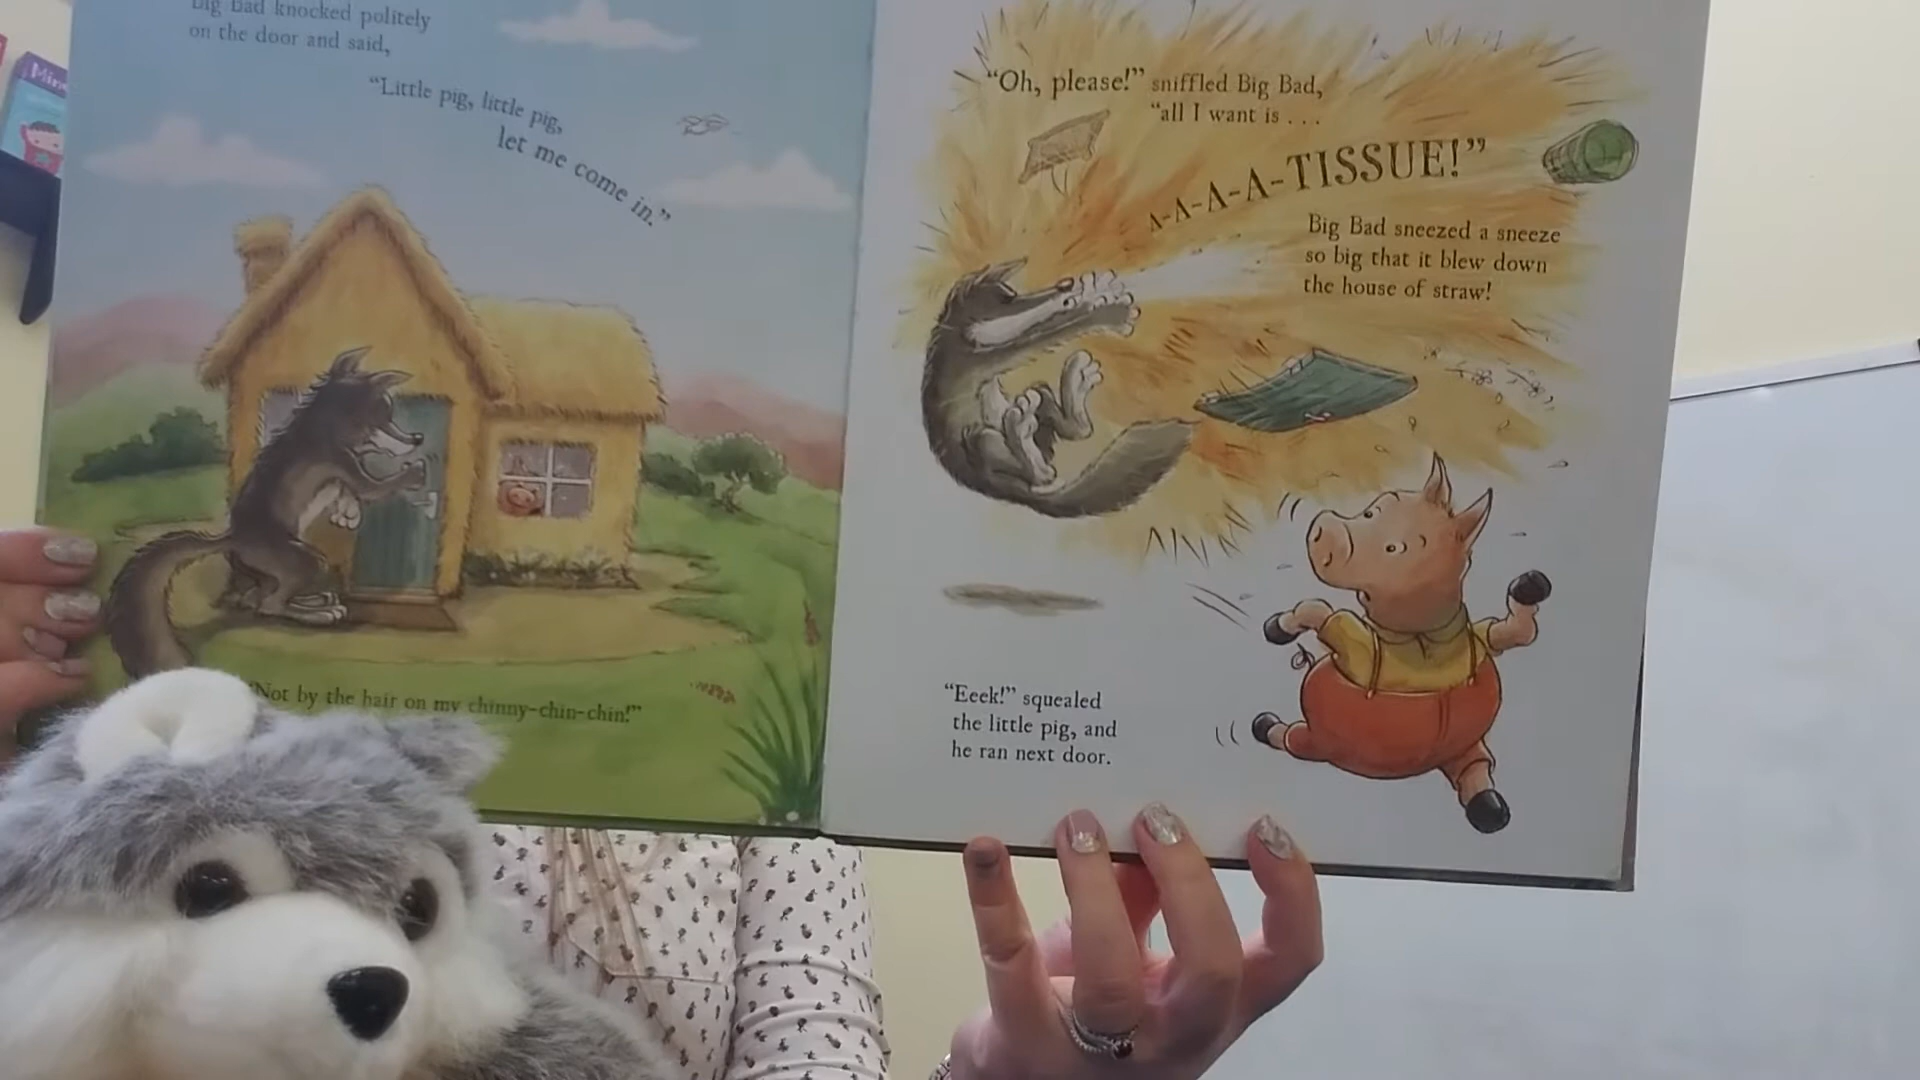 Big Bad knocked politely
on the door and said,
“Little pig, little pig,
let me come in.”
“Not by the hair on my chinny-chin-chin!”
“Oh, please!” sniffled Big Bad,
“all I want is . . .
A-A-A-A-TISSUE!”
Big Bad sneezed a sneeze
so big that it blew down
the house of straw!
“Eeek!” squealed
the little pig, and
he ran next door.